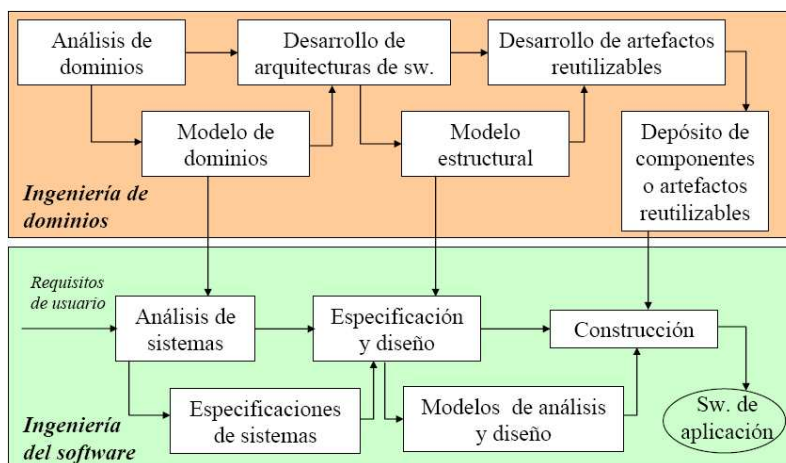 Análisis de
dominios
Desarrollo de
arquitecturas de sw.
Desarrollo de artefactos
reutilizables
Modelo de
dominios
Modelo
estructural
Depósito de
componentes
o artefactos
reutilizables
Ingeniería de
dominios
Requisitos
de usuario
Análisis de
sistemas
Especificación
y diseño
Construcción
Especificaciones
de sistemas
Modelos de análisis
y diseño
Sw. de
aplicación
Ingeniería
del software